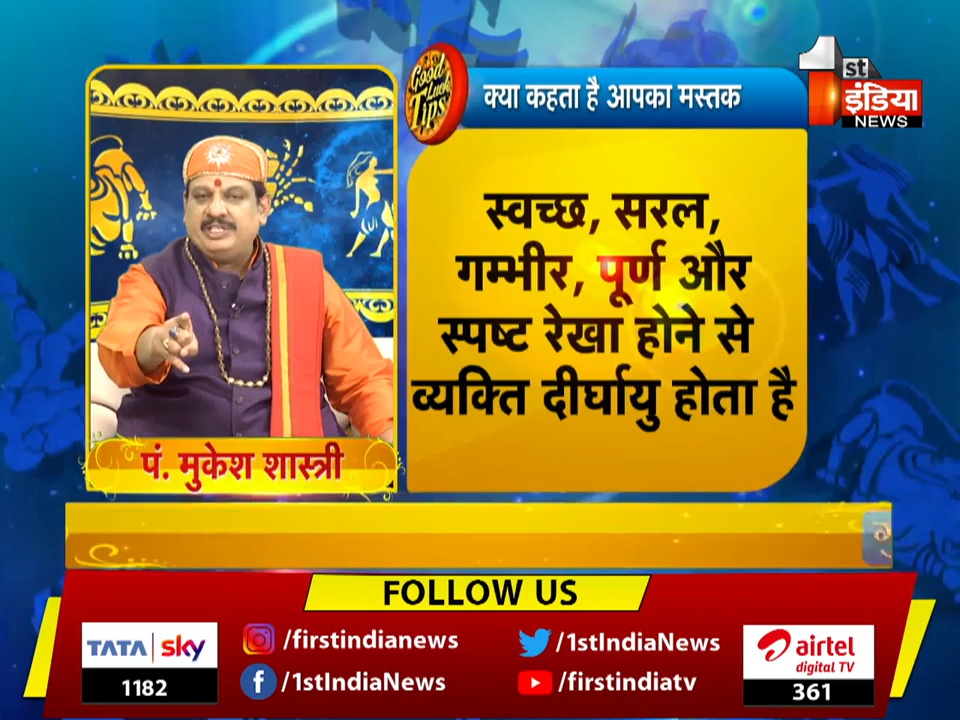 Good
Luck
Tips
क्या कहता है आपका मस्तक
1st
इंडिया
NEWS
स्वच्छ, सरल,
गम्भीर, पूर्ण और
स्पष्ट रेखा होने से
व्यक्ति दीर्घायु होता है
पं. मुकेश शास्त्री
FOLLOW US
TATA sky
1182
/firstindianews
/1stIndiaNews
/1stIndiaNews
/firstindiatv
airtel
digital TV
361